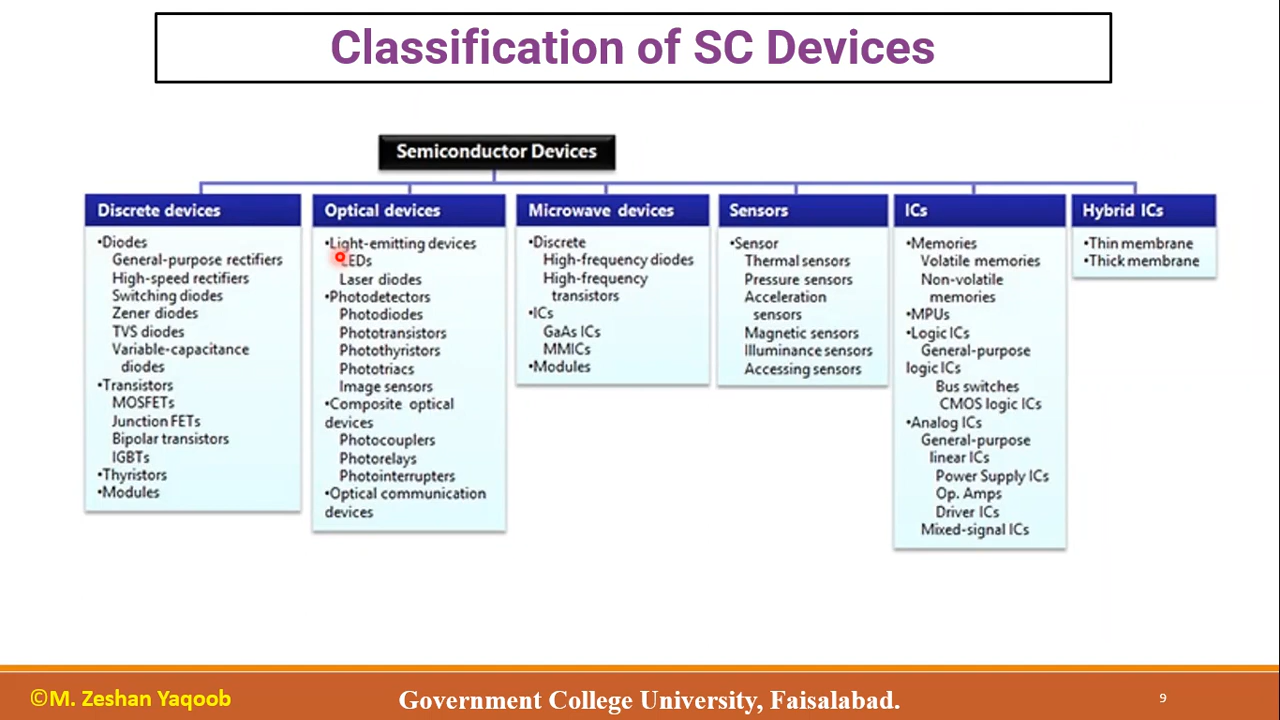 Classification of SC Devices
Semiconductor Devices
Discrete devices
•Diodes
General-purpose rectifiers
High-speed rectifiers
Switching diodes
Zener diodes
TVS diodes
Variable-capacitance
diodes
•Transistors
MOSFETs
Junction FETs
Bipolar transistors
IGBTs
•Thyristors
•Modules
Optical devices
•Light-emitting devices
LEDs
Laser diodes
•Photodetectors
Photodiodes
Phototransistors
Photothyristors
Phototriacs
Image sensors
•Composite optical
devices
Photocouplers
Photorelays
Photointerrupters
•Optical communication
devices
Microwave devices
•Discrete
High-frequency diodes
High-frequency
transistors
•ICs
GaAs ICs
MMICs
•Modules
Sensors
•Sensor
Thermal sensors
Pressure sensors
Acceleration
sensors
Magnetic sensors
Illuminance sensors
Accessing sensors
ICs
•Memories
Volatile memories
Non-volatile
memories
•MPUs
•Logic ICs
General-purpose
logic ICs
Bus switches
CMOS logic ICs
•Analog ICs
General-purpose
linear ICs
Power Supply ICs
Op. Amps
Driver ICs
Mixed-signal ICs
Hybrid ICs
•Thin membrane
•Thick membrane
©M. Zeshan Yaqoob
Government College University, Faisalabad.
9